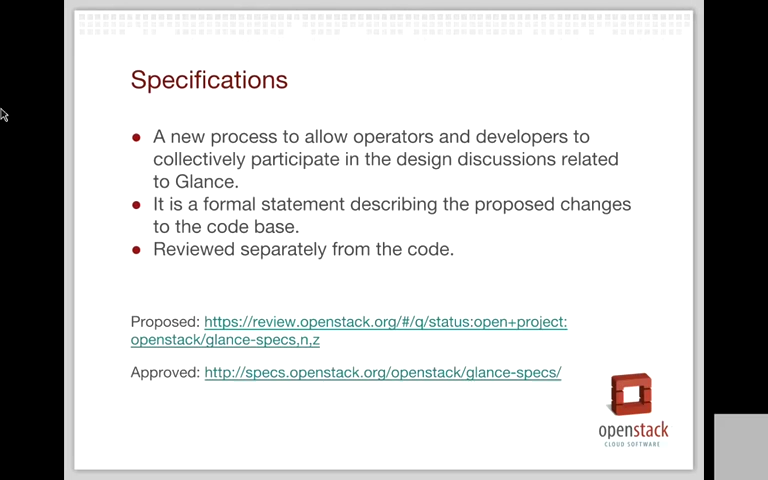 Specifications
● A new process to allow operators and developers to
collectively participate in the design discussions related
to Glance.
● It is a formal statement describing the proposed changes
to the code base.
● Reviewed separately from the code.
Proposed: https://review.openstack.org/#/q/status:open+project:
openstack/glance-specs,n,z
Approved: http://specs.openstack.org/openstack/glance-specs/
openstack
CLOUD SOFTWARE